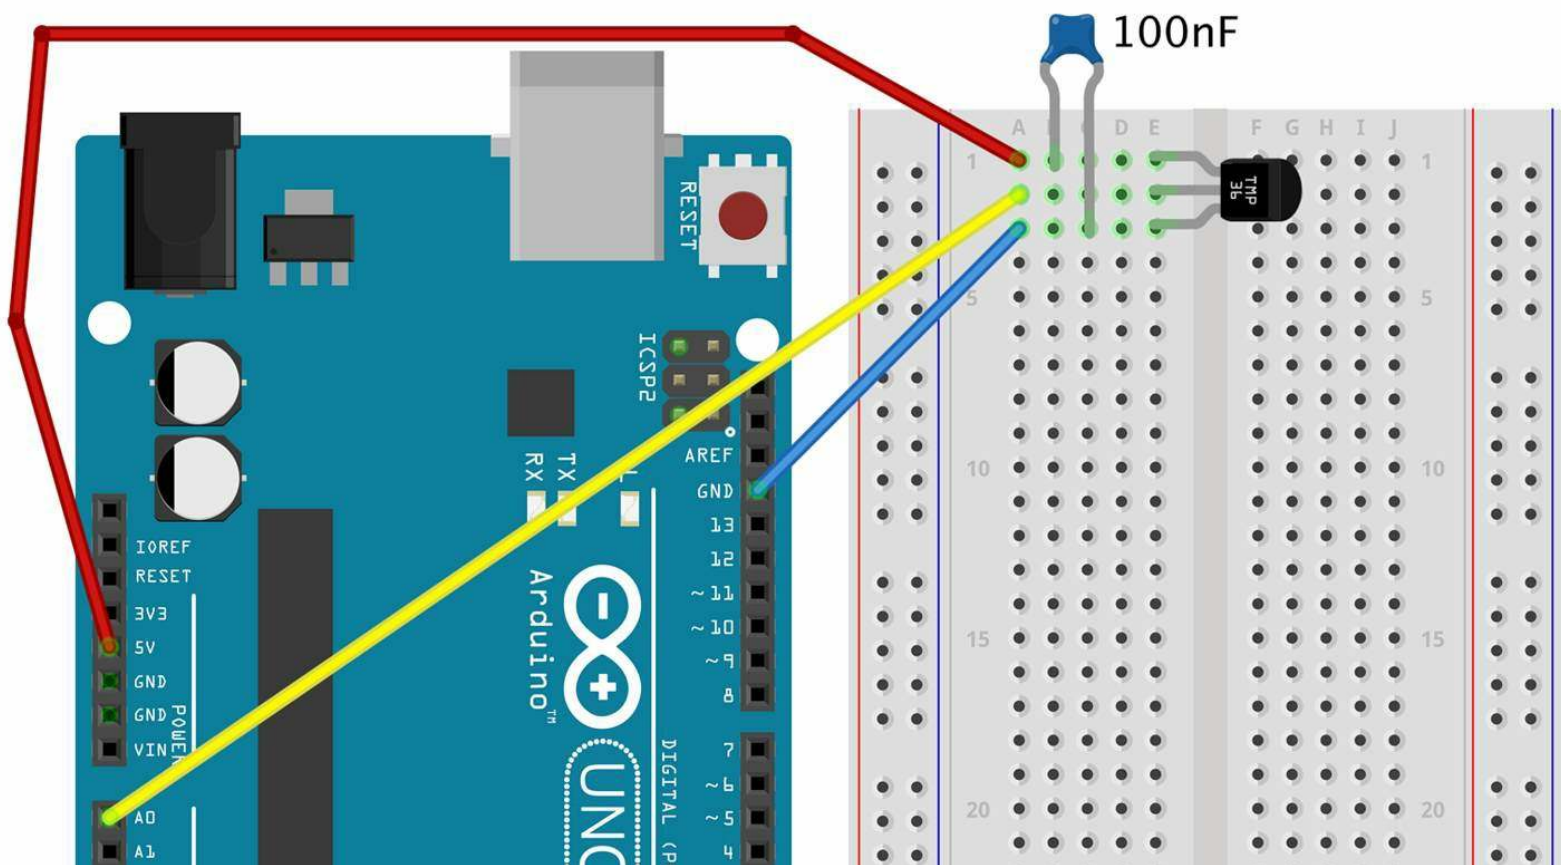 100nF
A D E F G H I J
1 1
TMP
36
RESET
5 5
ICSP2
AREF
GND
RX TX L
10 10
13
IOREF
12
RESET
~11
3V3
~10
5V
Arduino™
15 15
~9
GND
8
GND
POWER
VIN
7
DIGITAL (P
~6
UNO
A0
~5
20 20
A1
4